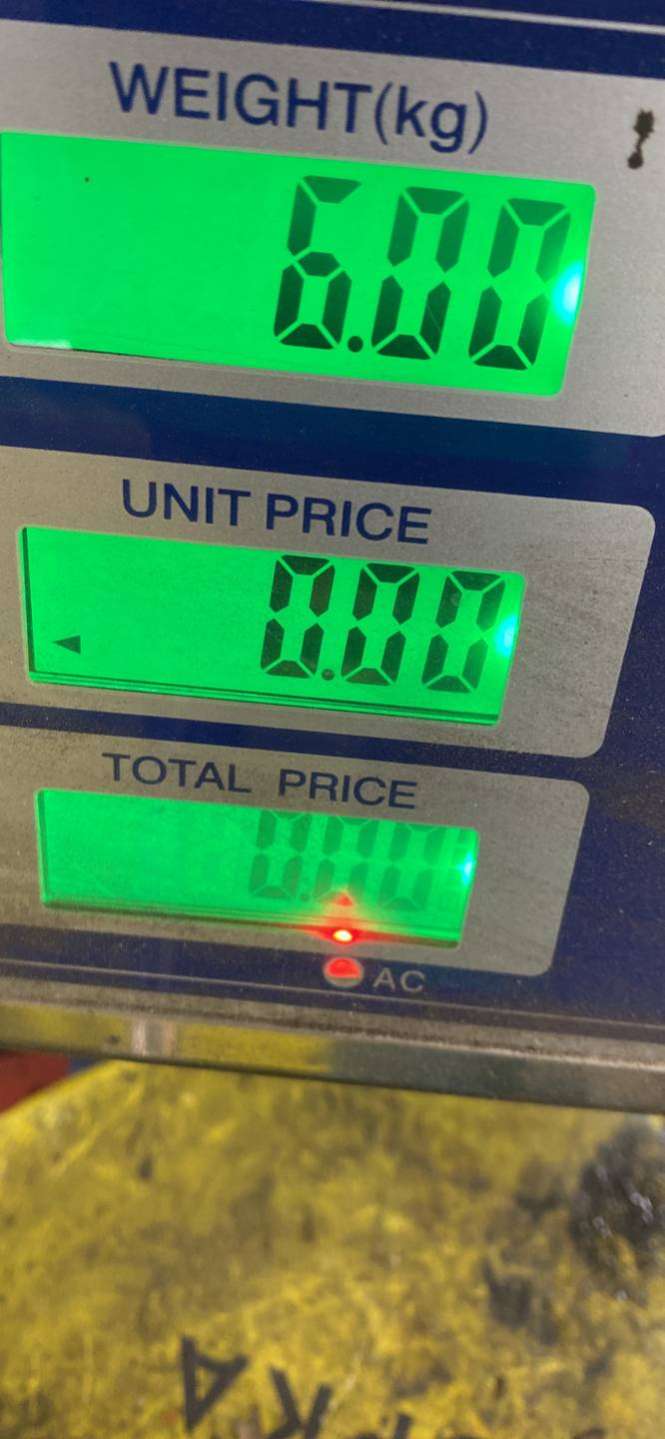 WEIGHT(kg)
6.00
UNIT PRICE
0.00
TOTAL PRICE
0.00
AC